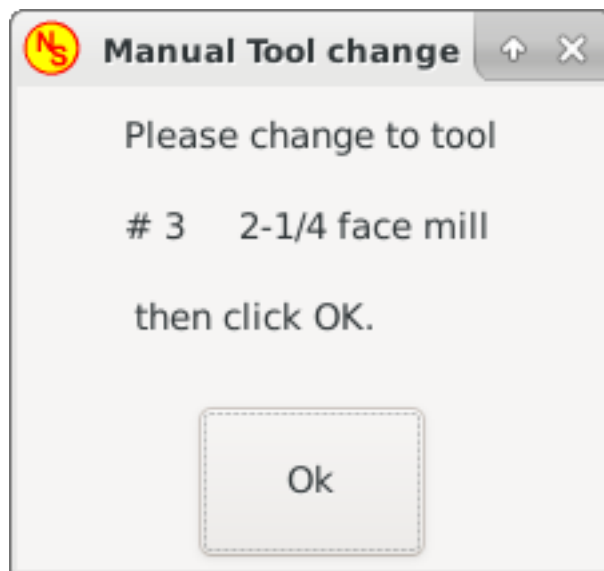 NS
Manual Tool change
Please change to tool
# 3 2-1/4 face mill
then click OK.
Ok